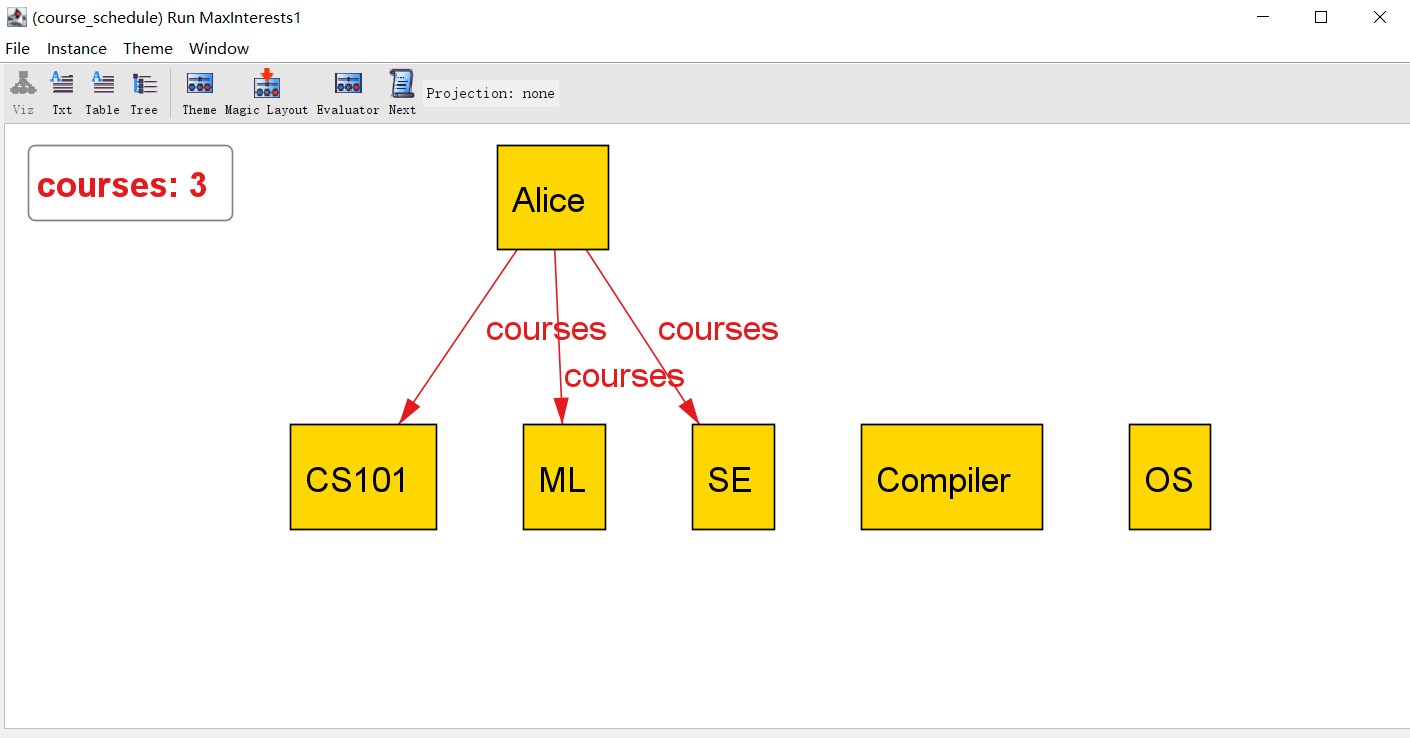 (course_schedule) Run MaxInterests1
File Instance Theme Window
Viz Txt Table Tree Theme Magic Layout Evaluator Next Projection: none
courses: 3
Alice
courses courses
courses
CS101 ML SE Compiler OS